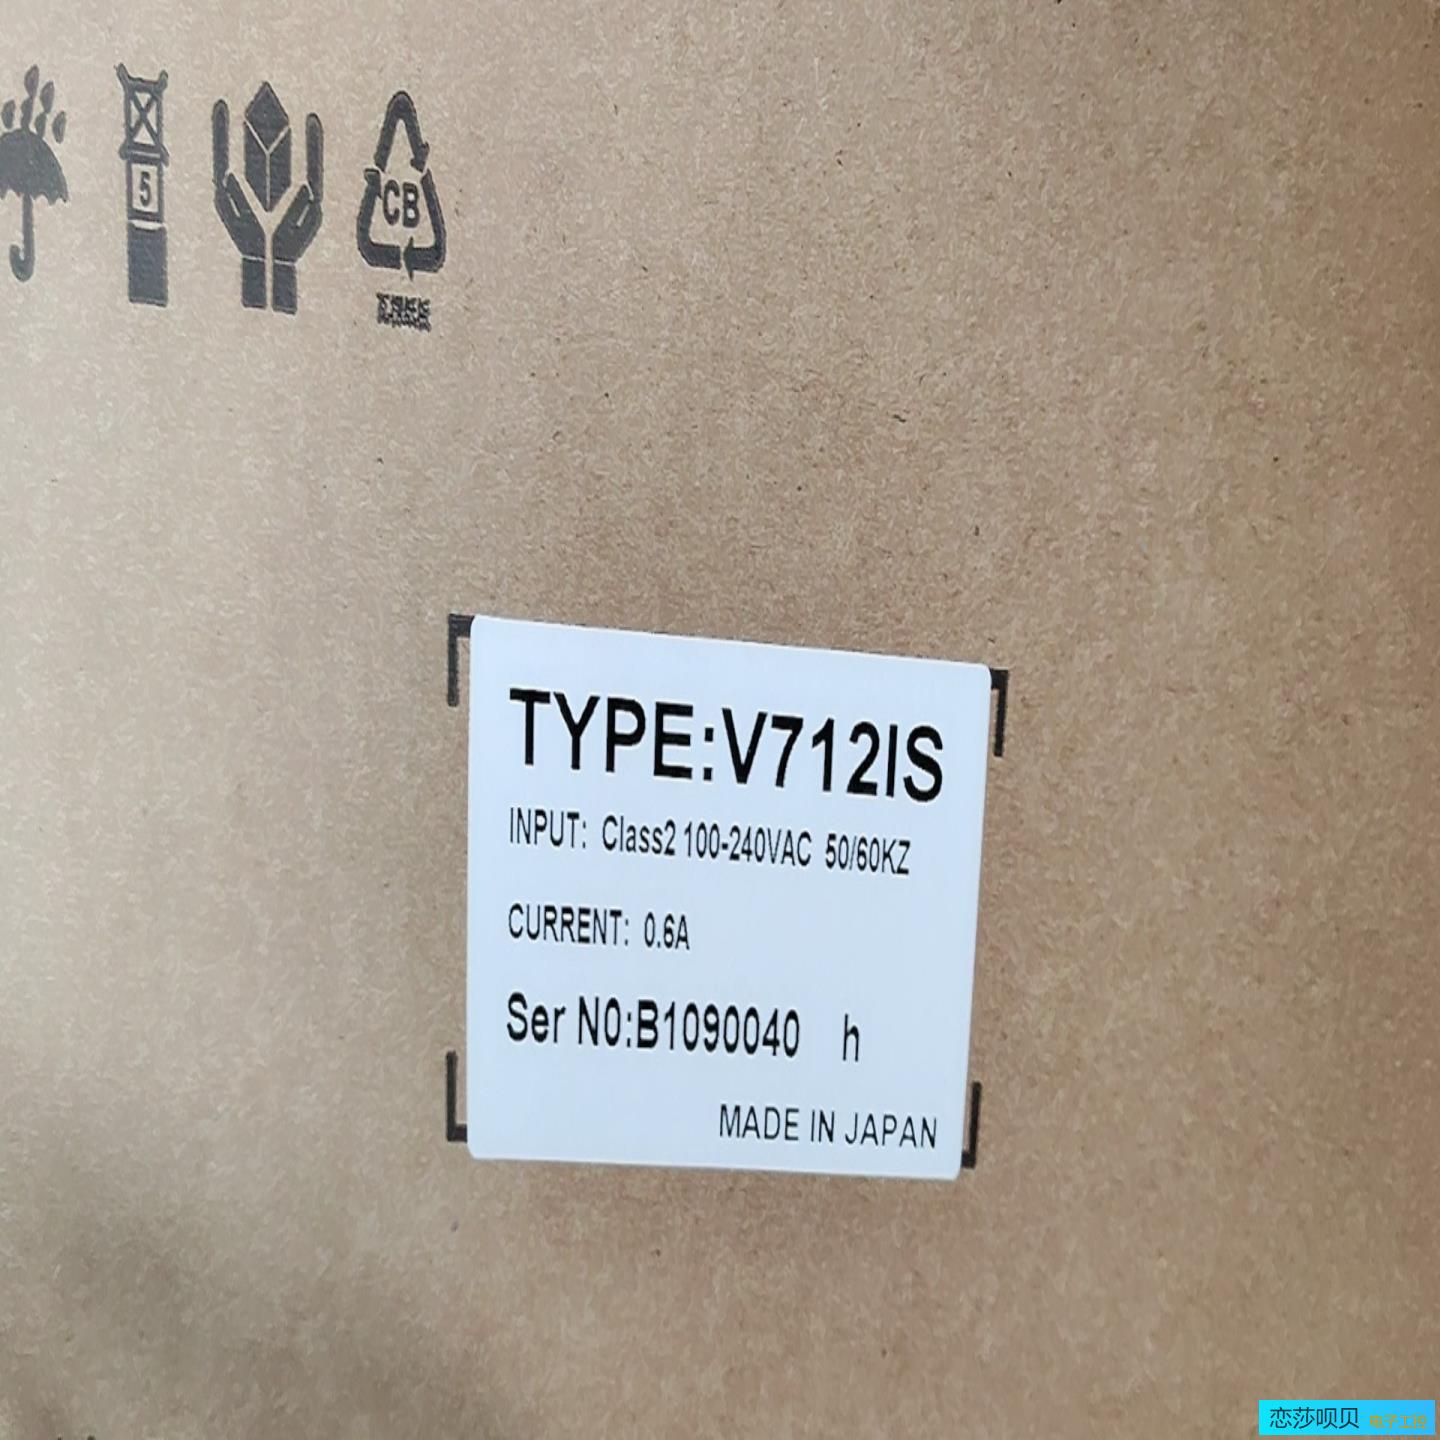 5
CB
TYPE:V712IS
INPUT: Class2 100-240VAC 50/60KZ
CURRENT: 0.6A
Ser N0:B1090040 h
MADE IN JAPAN
恋莎呗贝 电子工控